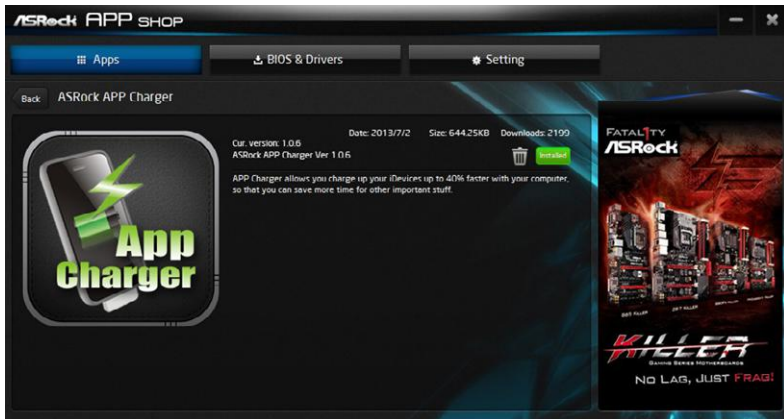 ASRock APP SHOP
Apps
BIOS & Drivers
Setting
Back
ASRock APP Charger
Date: 2013/7/2 Size: 644.25KB Downloads: 2199
Cur. version: 1.0.6
ASRock APP Charger Ver 1.0.6
Installed
APP Charger allows you charge up your iDevices up to 40% faster with your computer,
so that you can save more time for other important stuff.
App
Charger
FATAL1TY
ASRock
KILLER
GAMING SERIES MOTHERBOARDS
NO LAG, JUST FRAG!